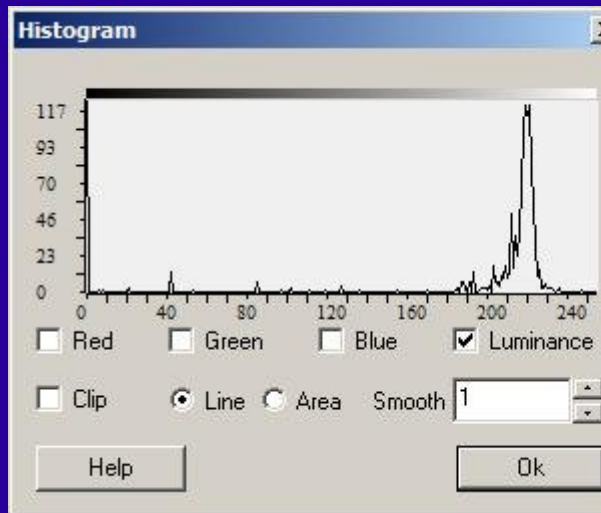 Histogram
117
93
70
46
23
0
0 40 80 120 160 200 240
Red Green Blue Luminance
Clip Line Area Smooth 1
Help Ok